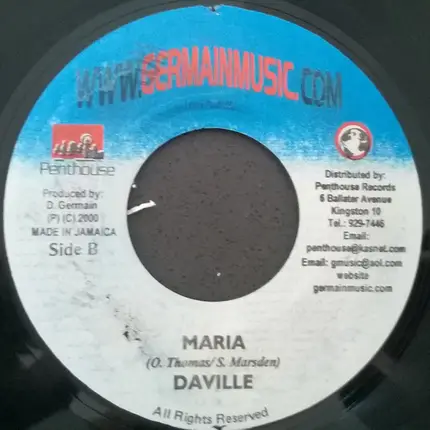 WWW.GERMAINMUSIC.COM
Penthouse
Produced by:
D. Germain
(P) (C) 2000
MADE IN JAMAICA
Side B
Distributed by:
Penthouse Records
6 Ballater Avenue
Kingston 10
Tel.: 929-7446
Email:
penthouse@kasnet.com
Email: gmusic@aol.com
website
germainmusic.com
MARIA
(O. Thomas/ S. Marsden)
DAVILLE
All Rights Reserved